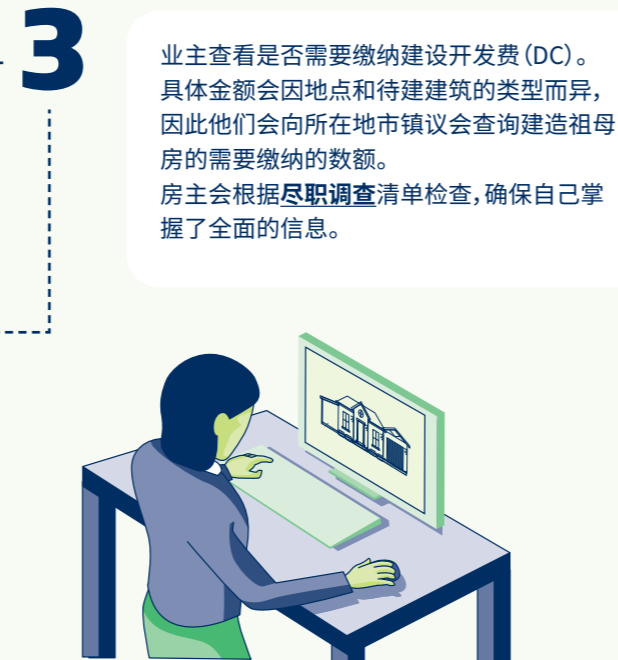 3
业主查看是否需要缴纳建设开发费(DC)。
具体金额会因地点和待建建筑的类型而异，
因此他们会向所在地市镇议会查询建造祖母
房的需要缴纳的数额。
房主会根据尽职调查清单检查，确保自己掌
握了全面的信息。